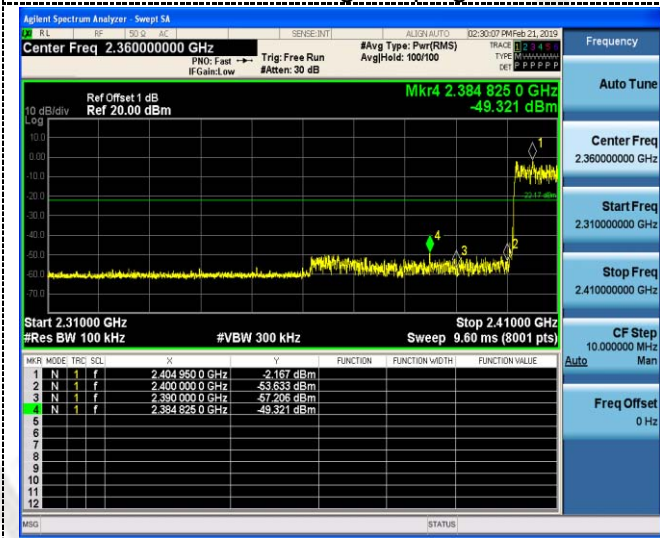 Agilent Spectrum Analyzer - Swept SA
RL RF 50 Ω AC SENSE:INT ALIGN AUTO 02:30:07 PM Feb 21, 2019
Center Freq 2.360000000 GHz
PNO: Fast
IFGain:Low
Trig: Free Run
#Atten: 30 dB
#Avg Type: Pwr(RMS)
Avg|Hold: 100/100
TRACE 1 2 3 4 5 6
TYPE M
DET P P P P P P
Frequency
Ref Offset 1 dB
10 dB/div Ref 20.00 dBm
Log
Mkr4 2.384 825 0 GHz
-49.321 dBm
10.0
0.00
-10.0
-20.0
-30.0
-40.0
-50.0
-60.0
-70.0
-22.17 dBm
1
2
3
4
Start 2.31000 GHz Stop 2.41000 GHz
#Res BW 100 kHz #VBW 300 kHz Sweep 9.60 ms (8001 pts)
MKR MODE TRC SCL X Y FUNCTION FUNCTION WIDTH FUNCTION VALUE
1 N 1 f 2.404 950 0 GHz -2.167 dBm
2 N 1 f 2.400 000 0 GHz -53.633 dBm
3 N 1 f 2.390 000 0 GHz -57.206 dBm
4 N 1 f 2.384 825 0 GHz -49.321 dBm
5
6
7
8
9
10
11
12
MSG STATUS
Auto Tune
Center Freq
2.360000000 GHz
Start Freq
2.310000000 GHz
Stop Freq
2.410000000 GHz
CF Step
10.000000 MHz
Auto Man
Freq Offset
0 Hz